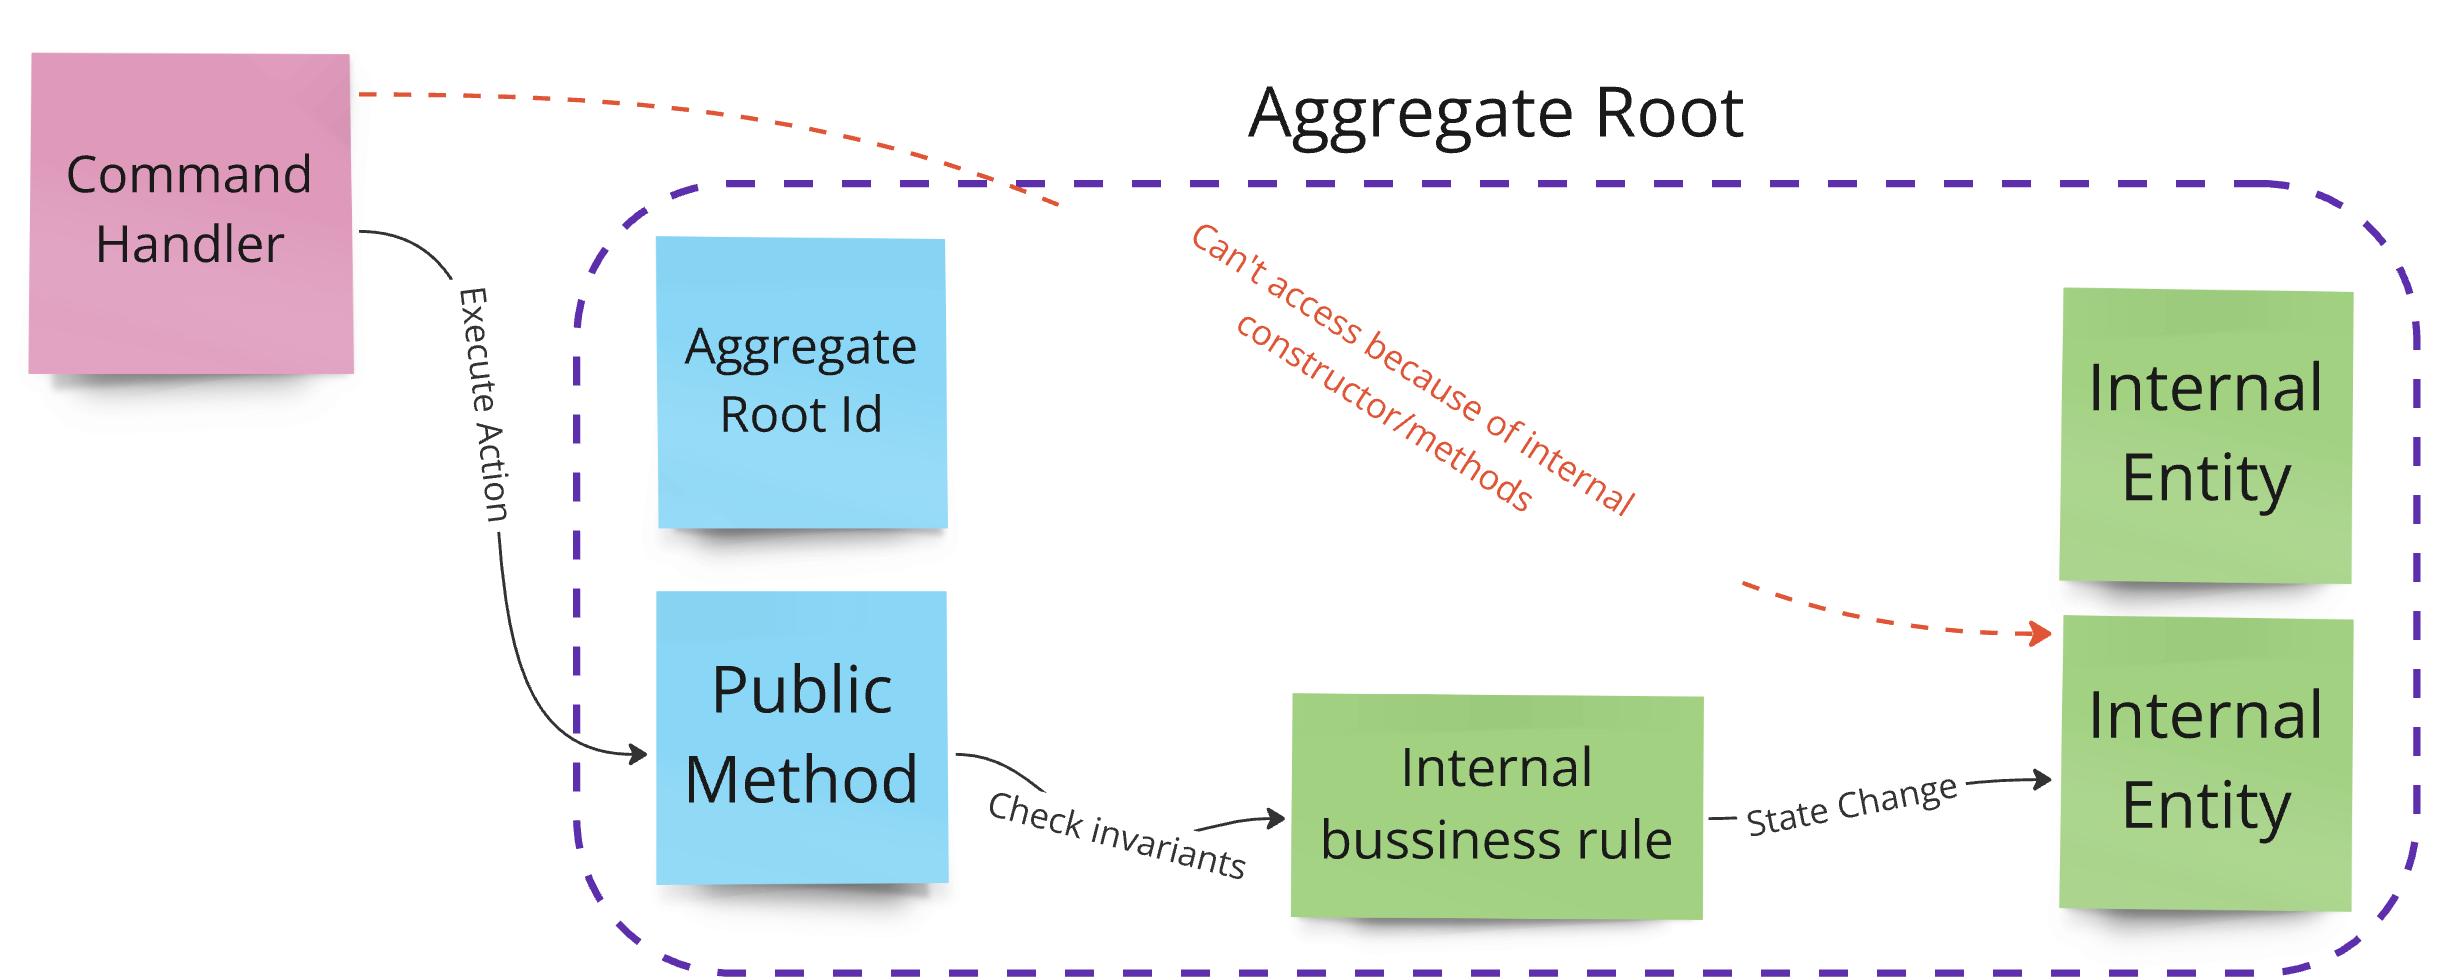 Aggregate Root
Command
Handler
Execute Action
Aggregate
Root Id
Can't access because of internal
constructor/methods
Internal
Entity
Public
Method
Check invariants
Internal
bussiness rule
State Change
Internal
Entity